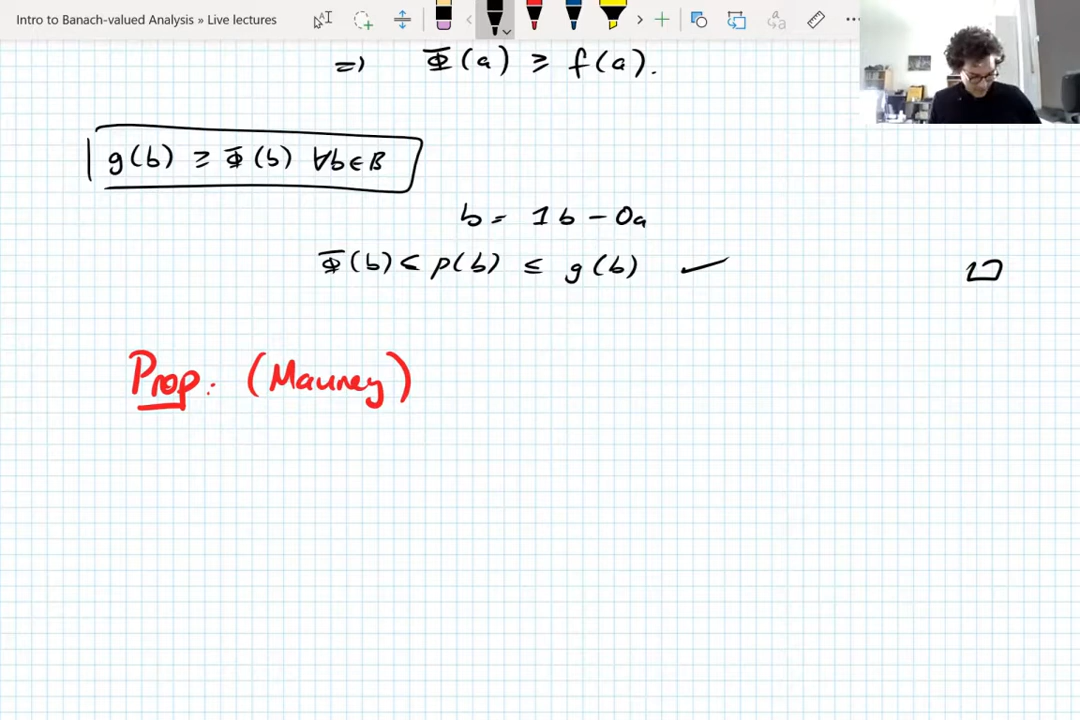 Intro to Banach-valued Analysis » Live lectures
=> Φ(a) ≥ f(a).
g(b) ≥ Φ(b) ∀b∈B
b = 1b - 0a
Φ(b) ≤ p(b) ≤ g(b) ✓
□
Prop. (Maurey)